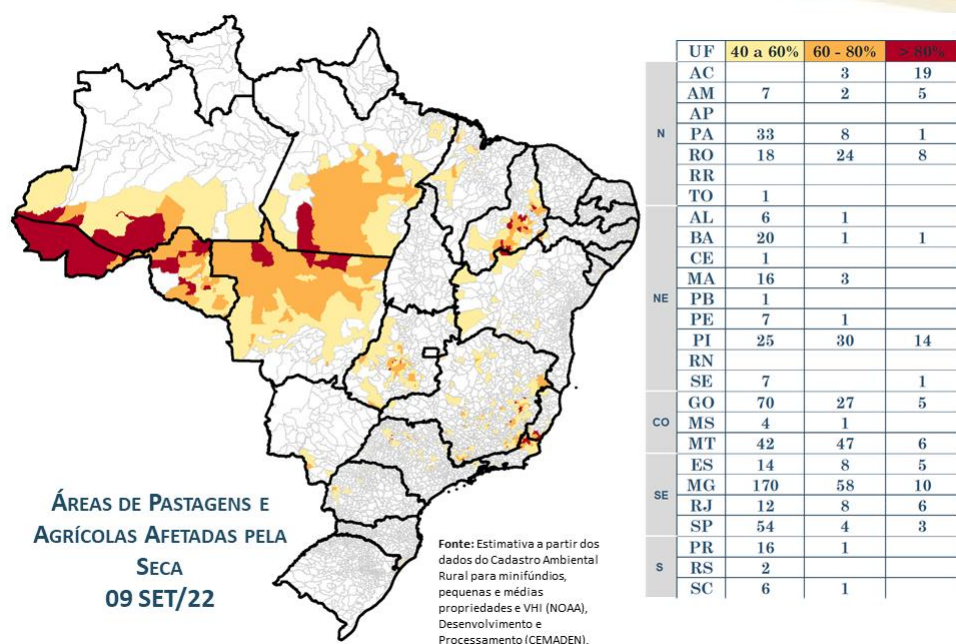 UF 40 a 60% 60 - 80% > 80%
N
AC 3 19
AM 7 2 5
AP
PA 33 8 1
RO 18 24 8
RR
TO 1
NE
AL 6 1
BA 20 1 1
CE 1
MA 16 3
PB 1
PE 7 1
PI 25 30 14
RN
SE 7 1
CO
GO 70 27 5
MS 4 1
MT 42 47 6
SE
ES 14 8 5
MG 170 58 10
RJ 12 8 6
SP 54 4 3
S
PR 16 1
RS 2
SC 6 1
ÁREAS DE PASTAGENS E
AGRÍCOLAS AFETADAS PELA
SECA
09 SET/22
Fonte: Estimativa a partir dos
dados do Cadastro Ambiental
Rural para minifúndios,
pequenas e médias
propriedades e VHI (NOAA),
Desenvolvimento e
Processamento (CEMADEN).